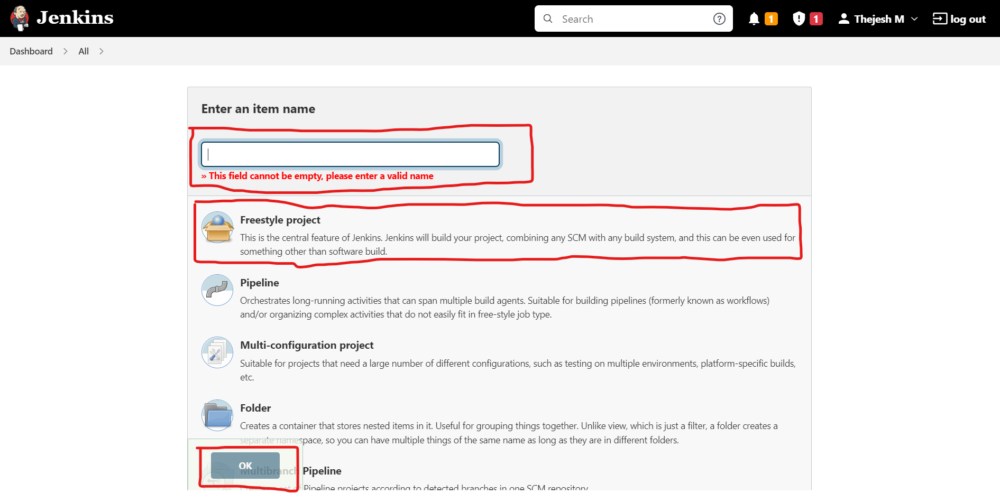 Jenkins
Search
1
1
Thejesh M
log out
Dashboard
All
Enter an item name
» This field cannot be empty, please enter a valid name
Freestyle project
This is the central feature of Jenkins. Jenkins will build your project, combining any SCM with any build system, and this can be even used for
something other than software build.
Pipeline
Orchestrates long-running activities that can span multiple build agents. Suitable for building pipelines (formerly known as workflows)
and/or organizing complex activities that do not easily fit in free-style job type.
Multi-configuration project
Suitable for projects that need a large number of different configurations, such as testing on multiple environments, platform-specific builds,
etc.
Folder
Creates a container that stores nested items in it. Useful for grouping things together. Unlike view, which is just a filter, a folder creates a
separate namespace, so you can have multiple things of the same name as long as they are in different folders.
OK
Multibranch Pipeline
set of Pipeline projects according to detected branches in one SCM repository.